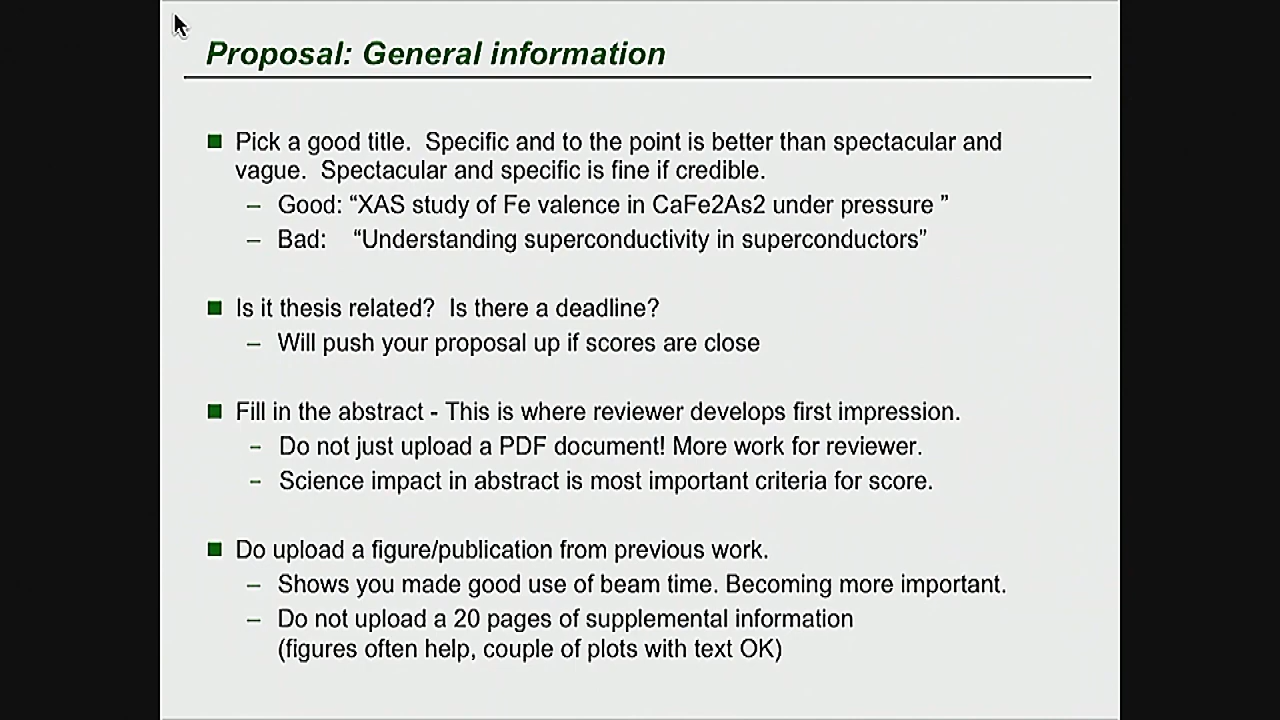 Proposal: General information
Pick a good title.  Specific and to the point is better than spectacular and
vague.  Spectacular and specific is fine if credible.
– Good: “XAS study of Fe valence in CaFe2As2 under pressure ”
– Bad:   “Understanding superconductivity in superconductors”
Is it thesis related?  Is there a deadline?
– Will push your proposal up if scores are close
Fill in the abstract - This is where reviewer develops first impression.
– Do not just upload a PDF document! More work for reviewer.
– Science impact in abstract is most important criteria for score.
Do upload a figure/publication from previous work.
– Shows you made good use of beam time. Becoming more important.
– Do not upload a 20 pages of supplemental information
(figures often help, couple of plots with text OK)